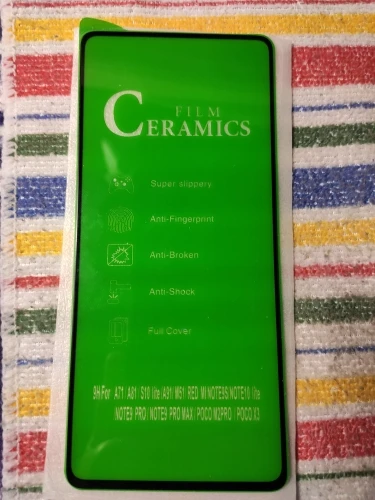 FILM
CERAMICS
Super slippery
Anti-Fingerprint
Anti-Broken
Anti-Shock
Full Cover
9H For A71/A81/S10 lite/A91/M61/RED MI NOTE9S/NOTE10 lite
NOTE9 PRO/NOTE9 PRO MAX/POCO M2PRO/POCO X3